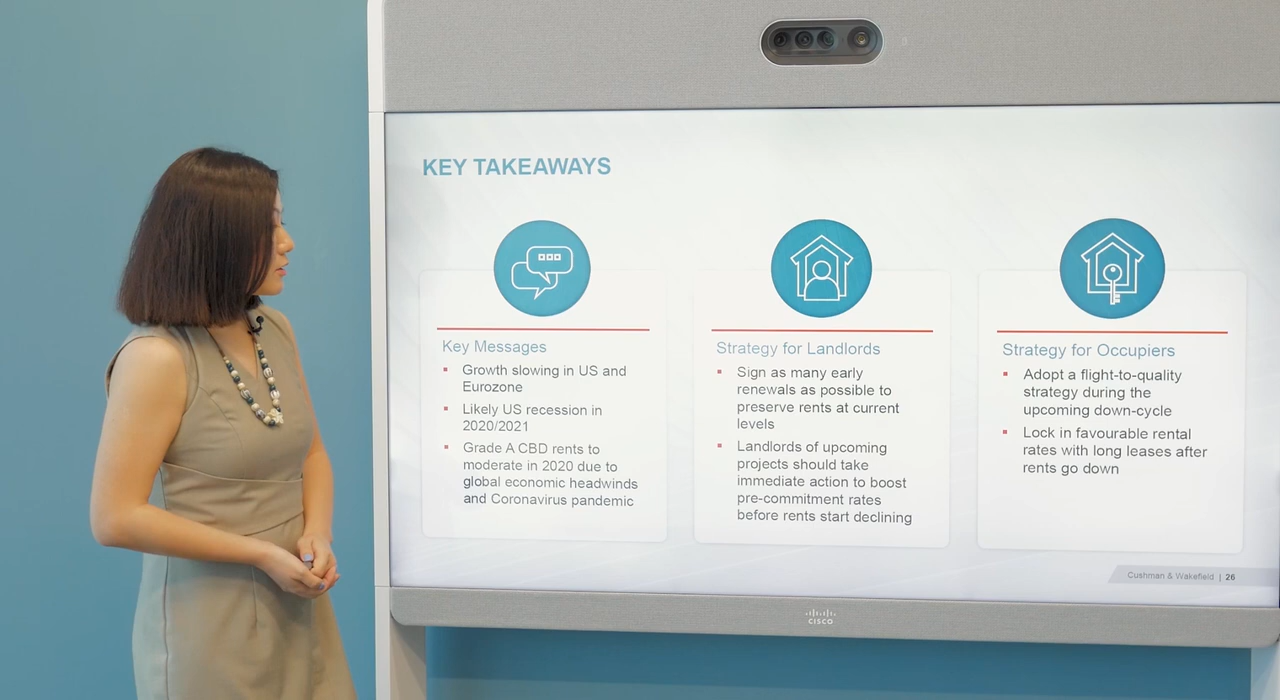 KEY TAKEAWAYS
Key Messages
Growth slowing in US and
Eurozone
Likely US recession in
2020/2021
Grade A CBD rents to
moderate in 2020 due to
global economic headwinds
and Coronavirus pandemic
Strategy for Landlords
Sign as many early
renewals as possible to
preserve rents at current
levels
Landlords of upcoming
projects should take
immediate action to boost
pre-commitment rates
before rents start declining
Strategy for Occupiers
Adopt a flight-to-quality
strategy during the
upcoming down-cycle
Lock in favourable rental
rates with long leases after
rents go down
Cushman & Wakefield | 26
CISCO